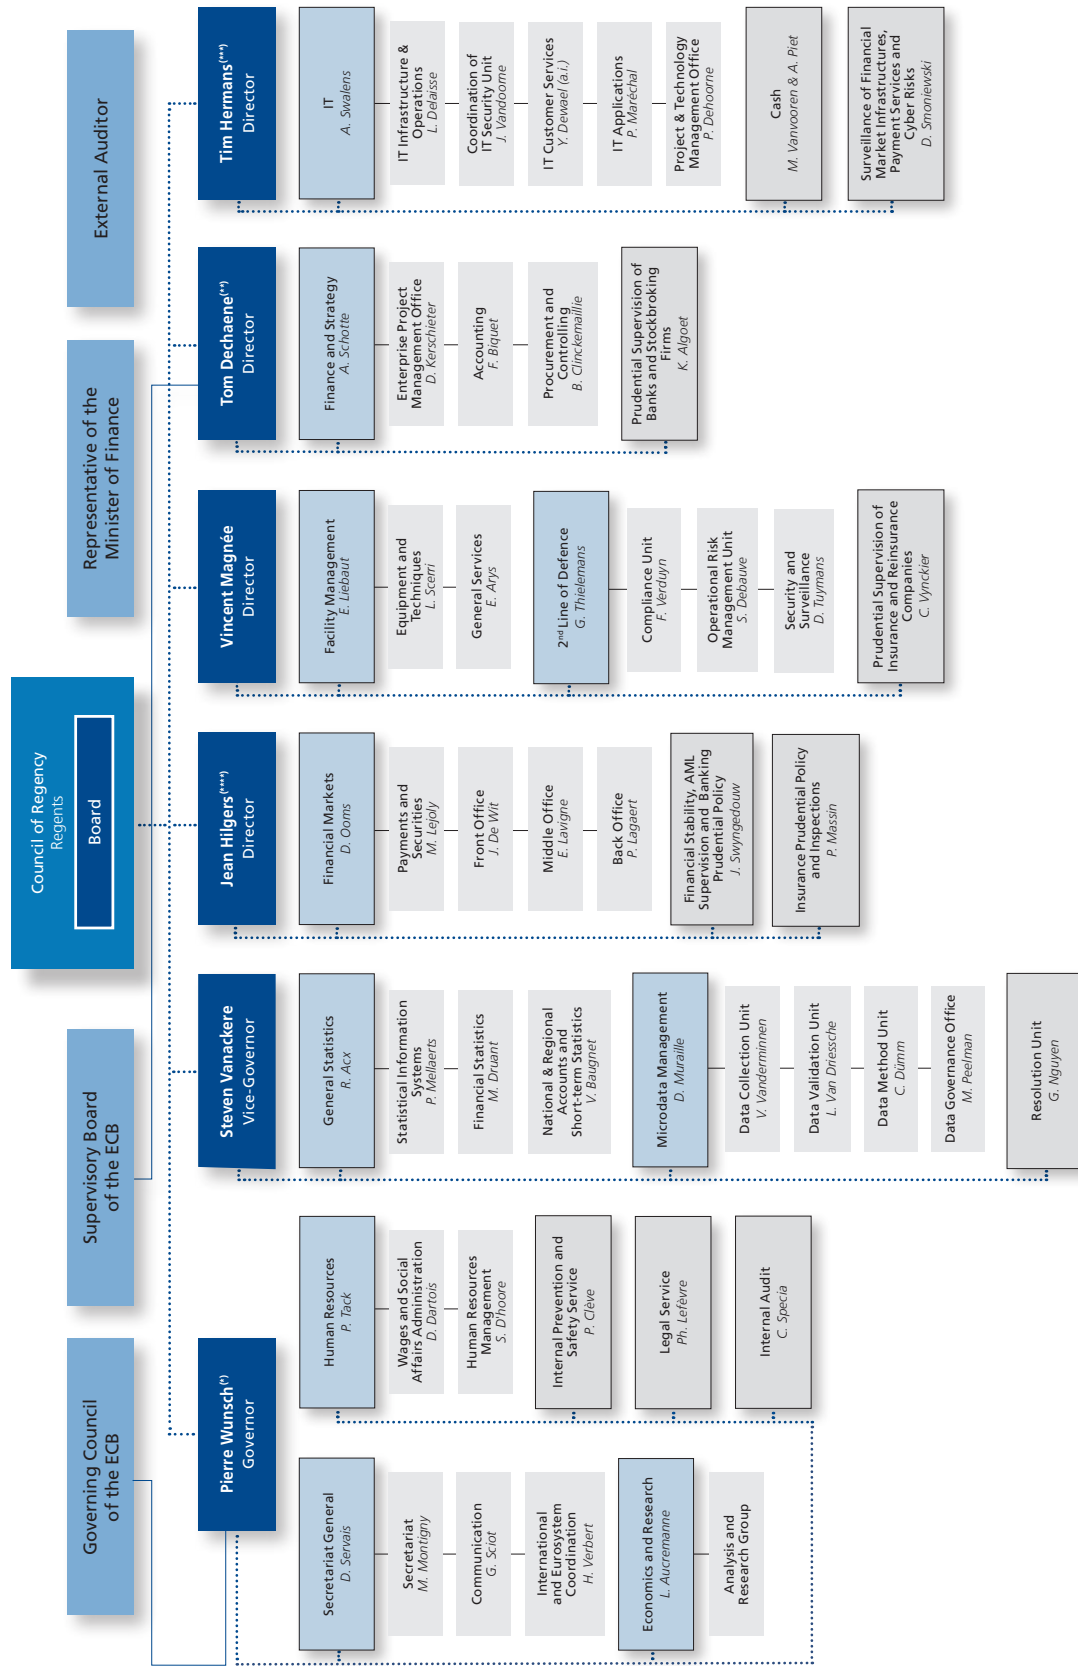 Council of Regency
Regents
Board
Governing Council
of the ECB
Supervisory Board
of the ECB
Representative of the
Minister of Finance
External Auditor
Pierre Wunsch(*)
Governor
Secretariat General
D. Servais
Secretariat
M. Montigny
Communication
G. Sciot
International
and Eurosystem
Coordination
H. Verbert
Economics and Research
L. Aucremanne
Analysis and
Research Group
Human Resources
P. Tack
Wages and Social
Affairs Administration
D. Dartois
Human Resources
Management
S. D'hoore
Internal Prevention and
Safety Service
P. Clève
Legal Service
Ph. Lefèvre
Internal Audit
C. Specia
Steven Vanackere
Vice-Governor
General Statistics
R. Acx
Statistical Information
Systems
P. Mellaerts
Financial Statistics
M. Druant
National & Regional
Accounts and
Short-term Statistics
V. Baugnet
Microdata Management
D. Muraille
Data Collection Unit
V. Vanderminnen
Data Validation Unit
L. Van Driessche
Data Method Unit
C. Dümm
Data Governance Office
M. Peelman
Resolution Unit
G. Nguyen
Jean Hilgers(****)
Director
Financial Markets
D. Ooms
Payments and
Securities
M. Lejoly
Front Office
J. De Wit
Middle Office
E. Lavigne
Back Office
P. Lagaert
Financial Stability, AML
Supervision and Banking
Prudential Policy
J. Swyngedouw
Insurance Prudential Policy
and Inspections
P. Massin
Vincent Magnée
Director
Facility Management
E. Liebaut
Equipment and
Techniques
L. Scerri
General Services
E. Arys
2nd Line of Defence
G. Thielemans
Compliance Unit
F. Verduyn
Operational Risk
Management Unit
S. Debauve
Security and
Surveillance
D. Tuymans
Prudential Supervision of
Insurance and Reinsurance
Companies
C. Vynckier
Tom Dechaene(**)
Director
Finance and Strategy
A. Schotte
Enterprise Project
Management Office
D. Kerschieter
Accounting
F. Biquet
Procurement and
Controlling
B. Clinckemaillie
Prudential Supervision of
Banks and Stockbroking
Firms
K. Algoet
Tim Hermans(***)
Director
IT
A. Swalens
IT Infrastructure &
Operations
L. Delaisse
Coordination of
IT Security Unit
J. Vandoorne
IT Customer Services
Y. Dewael (a.i.)
IT Applications
P. Maréchal
Project & Technology
Management Office
P. Dehoorne
Cash
M. Vanvooren & A. Piet
Surveillance of Financial
Market Infrastructures,
Payment Services and
Cyber Risks
D. Smoniewski